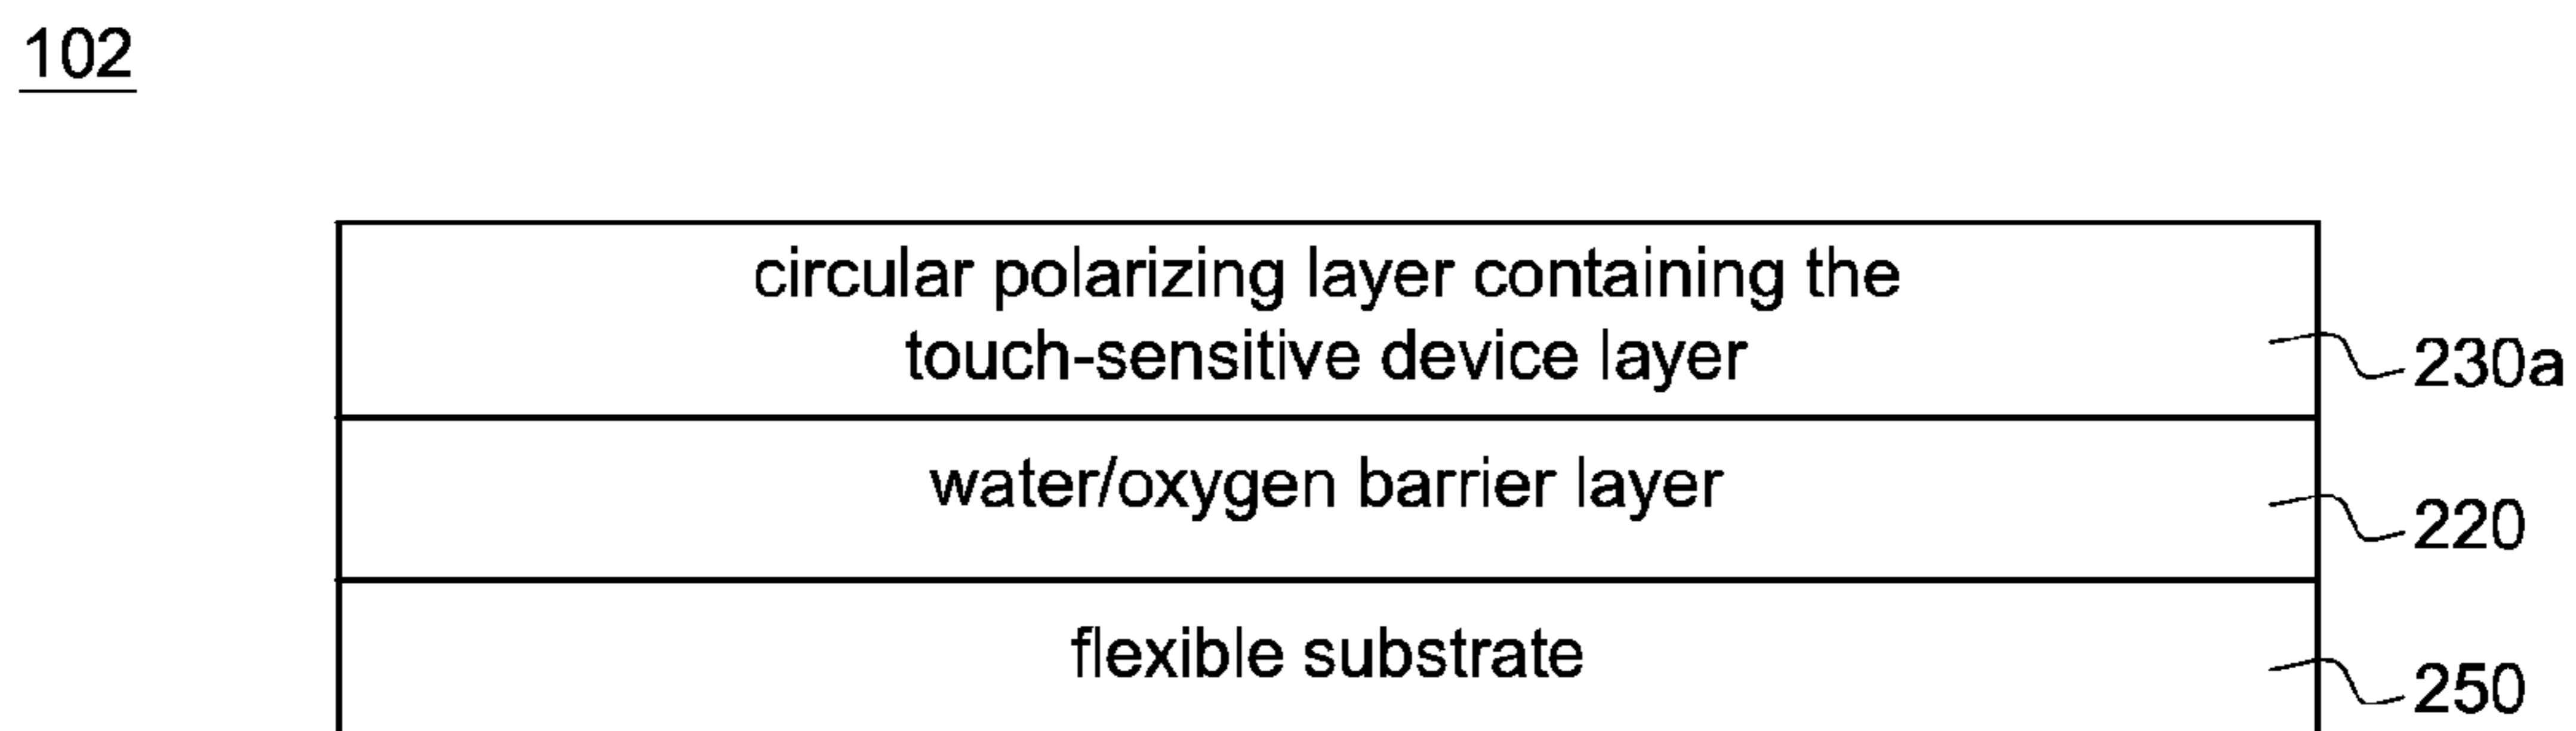 102
circular polarizing layer containing the
touch-sensitive device layer
230a
water/oxygen barrier layer
220
flexible substrate
250